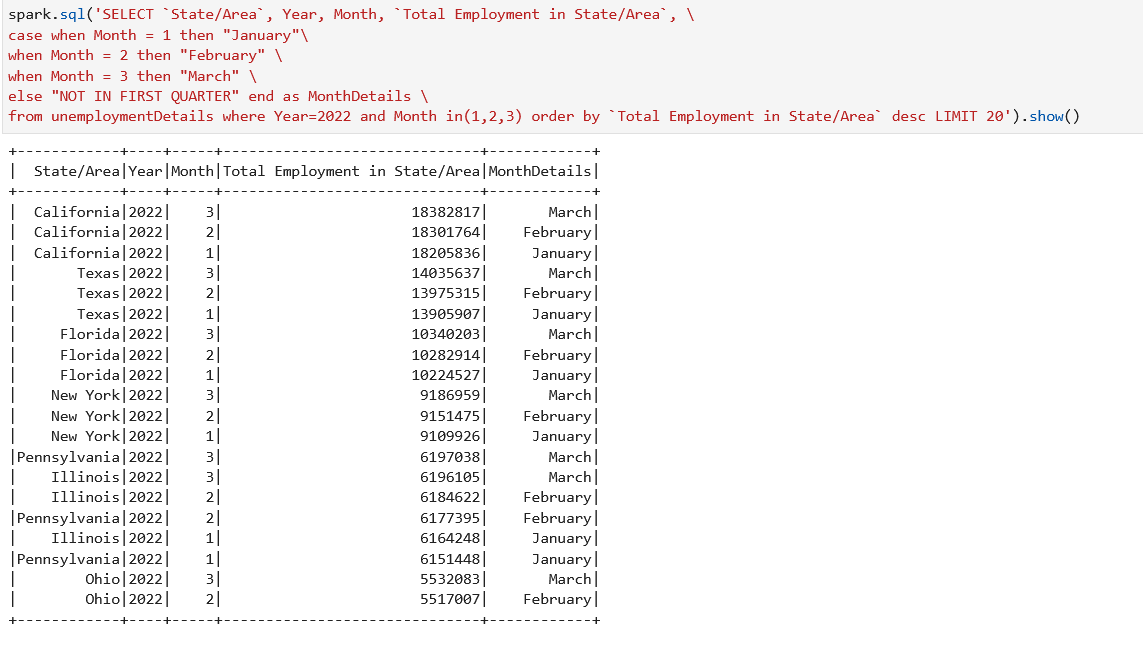 spark.sql('SELECT `State/Area`, Year, Month, `Total Employment in State/Area`, \
case when Month = 1 then "January"\
when Month = 2 then "February" \
when Month = 3 then "March" \
else "NOT IN FIRST QUARTER" end as MonthDetails \
from unemploymentDetails where Year=2022 and Month in(1,2,3) order by `Total Employment in State/Area` desc LIMIT 20').show()
+------------+----+-----+------------------------------+------------+
|  State/Area|Year|Month|Total Employment in State/Area|MonthDetails|
+------------+----+-----+------------------------------+------------+
|  California|2022|    3|                      18382817|       March|
|  California|2022|    2|                      18301764|    February|
|  California|2022|    1|                      18205836|     January|
|       Texas|2022|    3|                      14035637|       March|
|       Texas|2022|    2|                      13975315|    February|
|       Texas|2022|    1|                      13905907|     January|
|     Florida|2022|    3|                      10340203|       March|
|     Florida|2022|    2|                      10282914|    February|
|     Florida|2022|    1|                      10224527|     January|
|    New York|2022|    3|                       9186959|       March|
|    New York|2022|    2|                       9151475|    February|
|    New York|2022|    1|                       9109926|     January|
|Pennsylvania|2022|    3|                       6197038|       March|
|    Illinois|2022|    3|                       6196105|       March|
|    Illinois|2022|    2|                       6184622|    February|
|Pennsylvania|2022|    2|                       6177395|    February|
|    Illinois|2022|    1|                       6164248|     January|
|Pennsylvania|2022|    1|                       6151448|     January|
|        Ohio|2022|    3|                       5532083|       March|
|        Ohio|2022|    2|                       5517007|    February|
+------------+----+-----+------------------------------+------------+